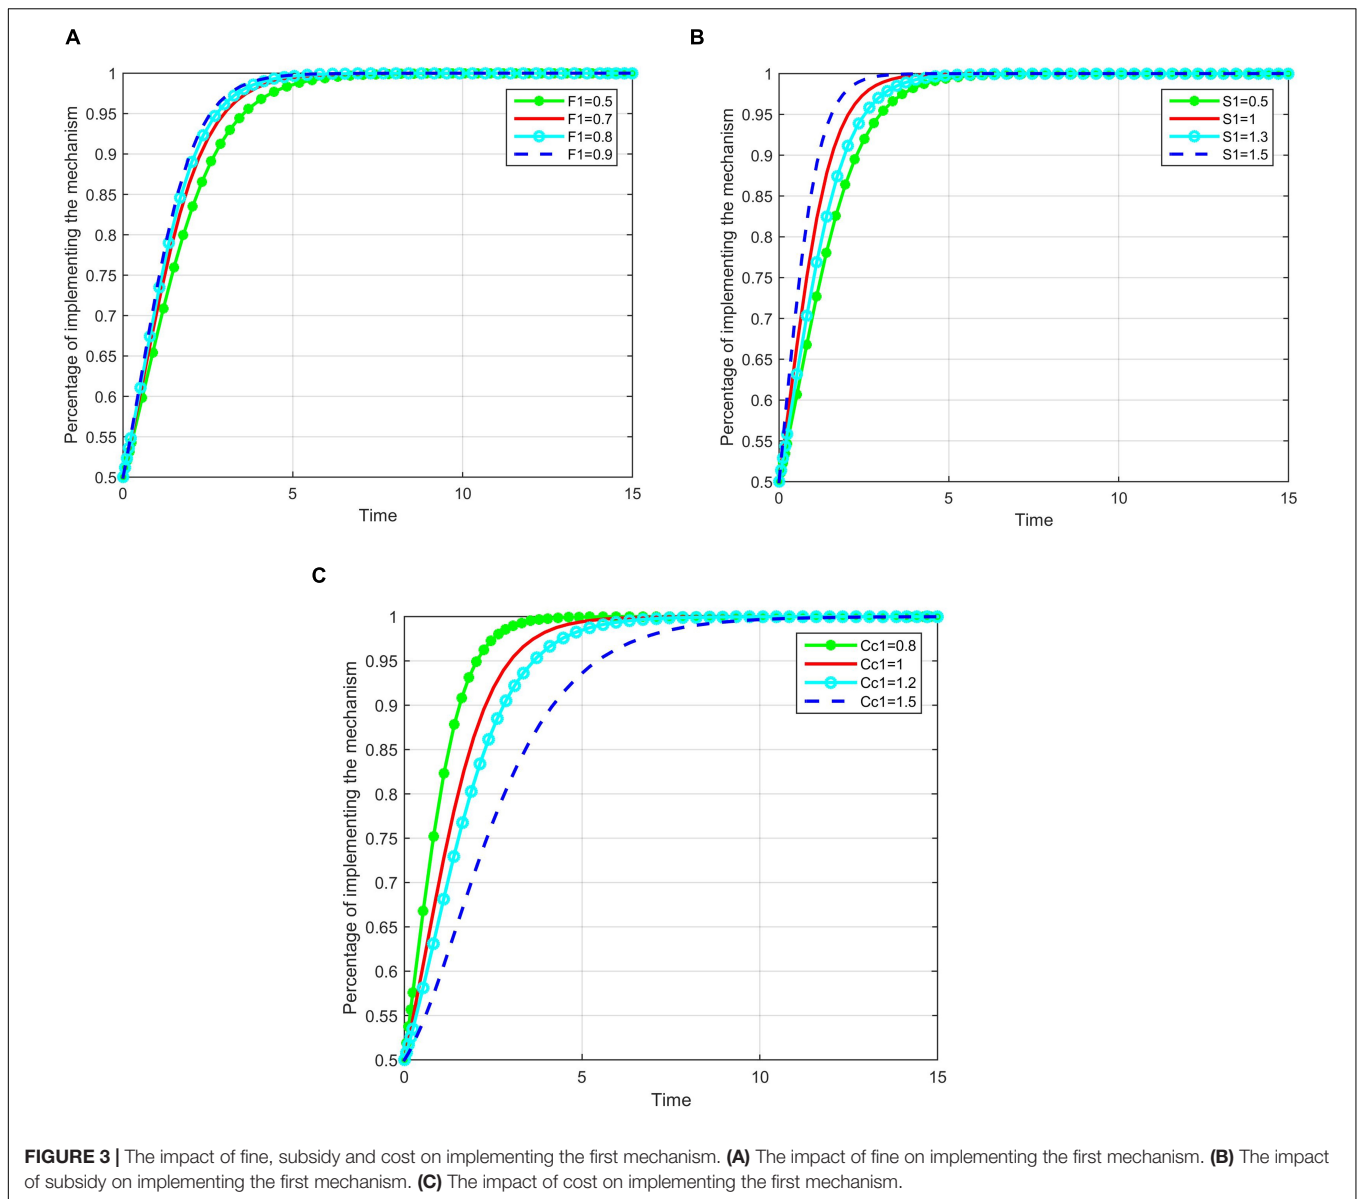 A
Percentage of implementing the mechanism
1
0.95
0.9
0.85
0.8
0.75
0.7
0.65
0.6
0.55
0.5
0
5
10
15
Time
F1=0.5
F1=0.7
F1=0.8
F1=0.9
B
Percentage of implementing the mechanism
1
0.95
0.9
0.85
0.8
0.75
0.7
0.65
0.6
0.55
0.5
0
5
10
15
Time
S1=0.5
S1=1
S1=1.3
S1=1.5
C
Percentage of implementing the mechanism
1
0.95
0.9
0.85
0.8
0.75
0.7
0.65
0.6
0.55
0.5
0
5
10
15
Time
Cc1=0.8
Cc1=1
Cc1=1.2
Cc1=1.5
FIGURE 3 | The impact of fine, subsidy and cost on implementing the first mechanism. (A) The impact of fine on implementing the first mechanism. (B) The impact
of subsidy on implementing the first mechanism. (C) The impact of cost on implementing the first mechanism.